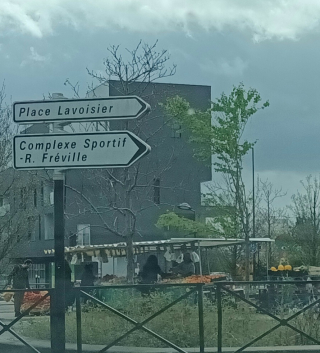 Place Lavoisier
Complexe Sportif
-R. Fréville